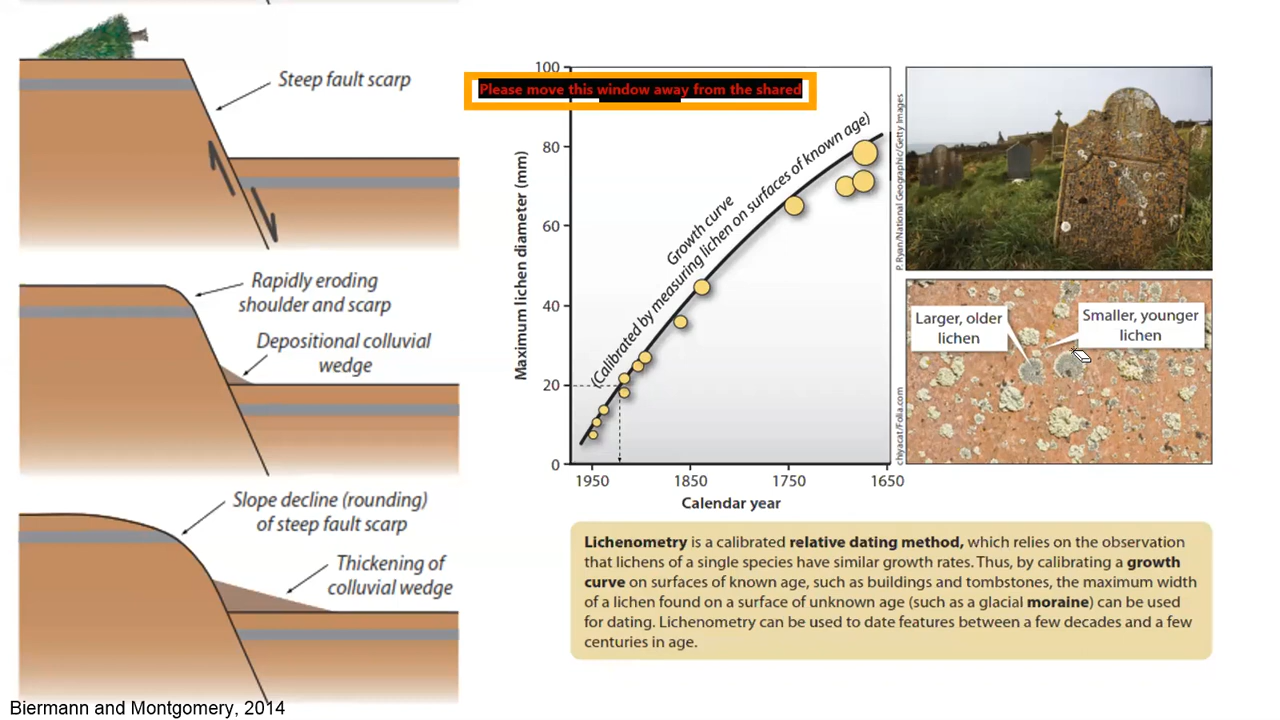 Steep fault scarp
Rapidly eroding
shoulder and scarp
Depositional colluvial
wedge
Slope decline (rounding)
of steep fault scarp
Thickening of
colluvial wedge
Biermann and Montgomery, 2014
Please move this window away from the shared
Maximum lichen diameter (mm)
100
80
60
40
20
0
Growth curve
(Calibrated by measuring lichen on surfaces of known age)
1950
1850
1750
1650
Calendar year
P. Ryan/National Geographic/Getty Images
Larger, older
lichen
Smaller, younger
lichen
chiyacat/Folia.com
Lichenometry is a calibrated relative dating method, which relies on the observation
that lichens of a single species have similar growth rates. Thus, by calibrating a growth
curve on surfaces of known age, such as buildings and tombstones, the maximum width
of a lichen found on a surface of unknown age (such as a glacial moraine) can be used
for dating. Lichenometry can be used to date features between a few decades and a few
centuries in age.